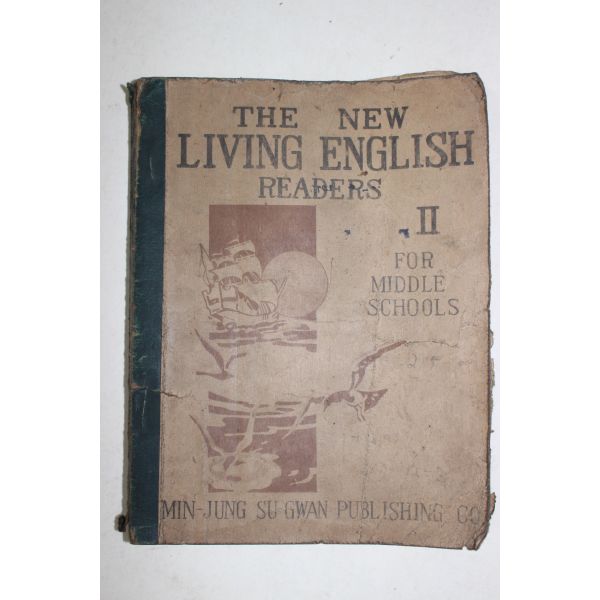 THE NEW
LIVING ENGLISH
READERS
II
FOR
MIDDLE
SCHOOLS
MIN-JUNG SU-GWAN PUBLISHING CO